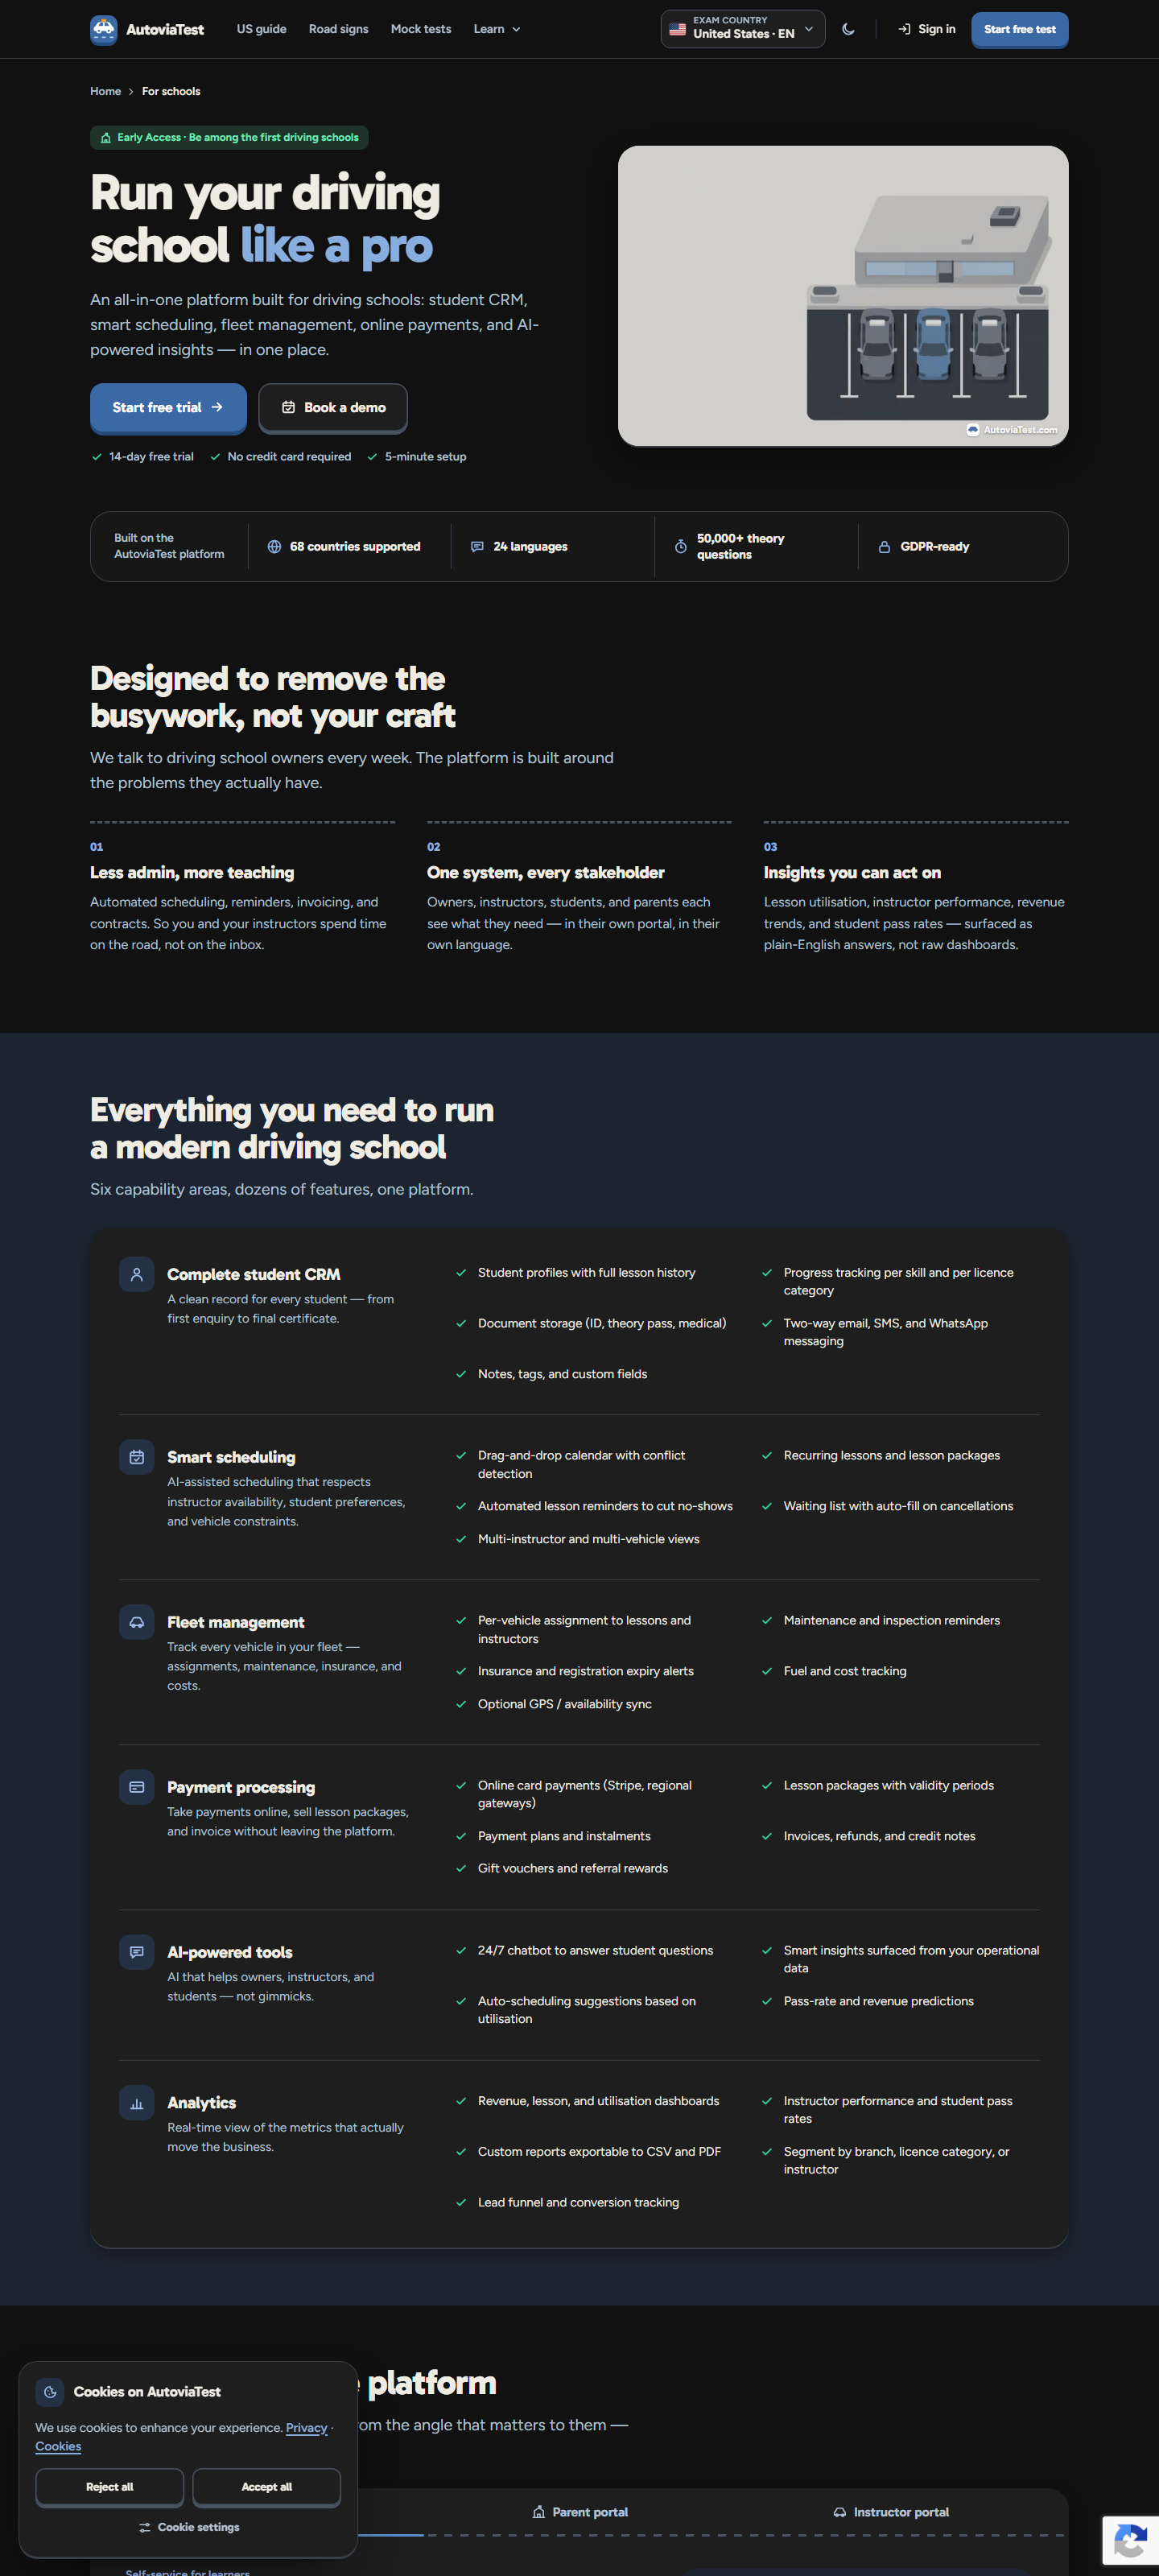 AutoviaTest
US guide
Road signs
Mock tests
Learn
EXAM COUNTRY
United States · EN
Sign in
Start free test
Home
For schools
Early Access · Be among the first driving schools
Run your driving
school like a pro
An all-in-one platform built for driving schools: student CRM,
smart scheduling, fleet management, online payments, and AI-
powered insights — in one place.
Start free trial
Book a demo
14-day free trial
No credit card required
5-minute setup
AutoviaTest.com
Built on the
AutoviaTest platform
68 countries supported
24 languages
50,000+ theory
questions
GDPR-ready
Designed to remove the
busywork, not your craft
We talk to driving school owners every week. The platform is built around
the problems they actually have.
01
Less admin, more teaching
Automated scheduling, reminders, invoicing, and
contracts. So you and your instructors spend time
on the road, not on the inbox.
02
One system, every stakeholder
Owners, instructors, students, and parents each
see what they need — in their own portal, in their
own language.
03
Insights you can act on
Lesson utilisation, instructor performance, revenue
trends, and student pass rates — surfaced as
plain-English answers, not raw dashboards.
Everything you need to run
a modern driving school
Six capability areas, dozens of features, one platform.
Complete student CRM
A clean record for every student — from
first enquiry to final certificate.
Student profiles with full lesson history
Progress tracking per skill and per licence
category
Document storage (ID, theory pass, medical)
Two-way email, SMS, and WhatsApp
messaging
Notes, tags, and custom fields
Smart scheduling
AI-assisted scheduling that respects
instructor availability, student preferences,
and vehicle constraints.
Drag-and-drop calendar with conflict
detection
Recurring lessons and lesson packages
Automated lesson reminders to cut no-shows
Waiting list with auto-fill on cancellations
Multi-instructor and multi-vehicle views
Fleet management
Track every vehicle in your fleet —
assignments, maintenance, insurance, and
costs.
Per-vehicle assignment to lessons and
instructors
Maintenance and inspection reminders
Insurance and registration expiry alerts
Fuel and cost tracking
Optional GPS / availability sync
Payment processing
Take payments online, sell lesson packages,
and invoice without leaving the platform.
Online card payments (Stripe, regional
gateways)
Lesson packages with validity periods
Payment plans and instalments
Invoices, refunds, and credit notes
Gift vouchers and referral rewards
AI-powered tools
AI that helps owners, instructors, and
students — not gimmicks.
24/7 chatbot to answer student questions
Smart insights surfaced from your operational
data
Auto-scheduling suggestions based on
utilisation
Pass-rate and revenue predictions
Analytics
Real-time view of the metrics that actually
move the business.
Revenue, lesson, and utilisation dashboards
Instructor performance and student pass
rates
Custom reports exportable to CSV and PDF
Segment by branch, licence category, or
instructor
Lead funnel and conversion tracking
platform
om the angle that matters to them —
Parent portal
Instructor portal
Cookies on AutoviaTest
We use cookies to enhance your experience. Privacy ·
Cookies
Reject all
Accept all
Cookie settings
Self-service for learners